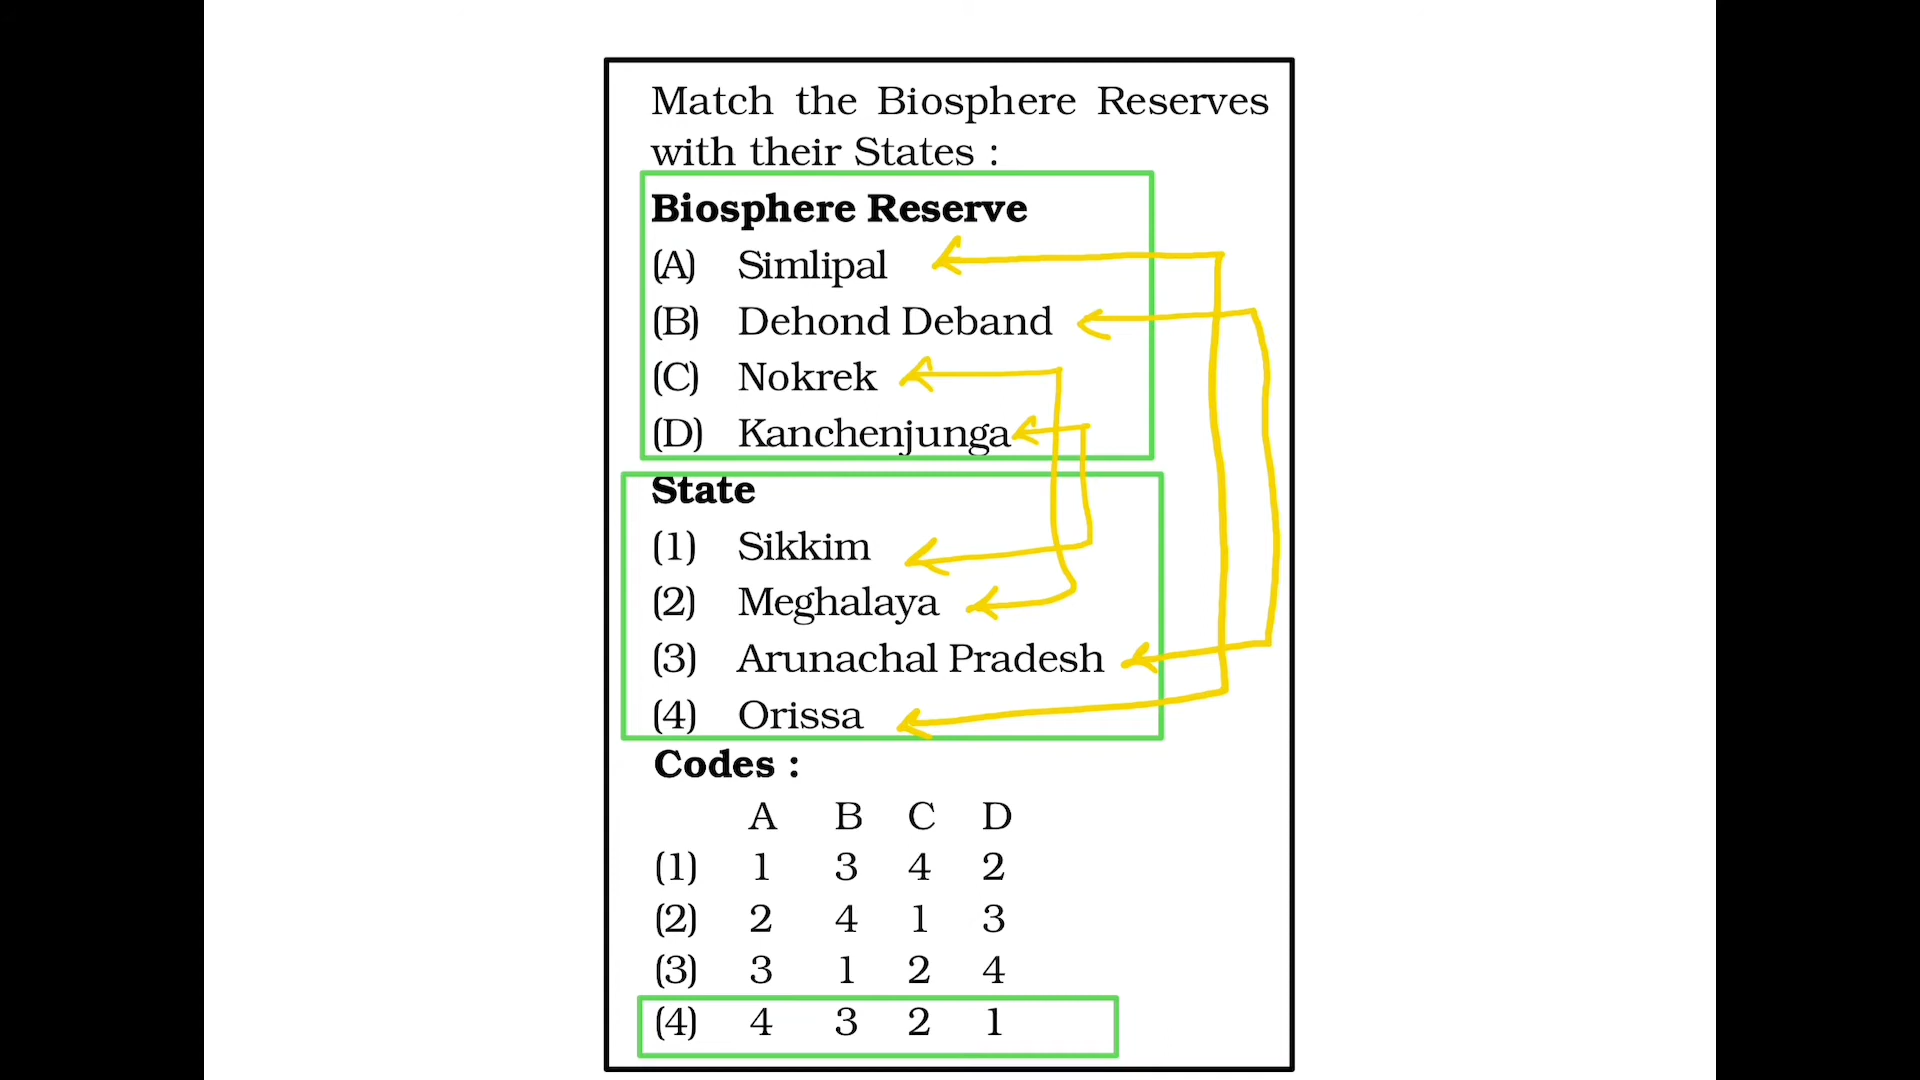 Match the Biosphere Reserves
with their States :
Biosphere Reserve
(A) Simlipal
(B) Dehond Deband
(C) Nokrek
(D) Kanchenjunga
State
(1) Sikkim
(2) Meghalaya
(3) Arunachal Pradesh
(4) Orissa
Codes :
A B C D
(1) 1 3 4 2
(2) 2 4 1 3
(3) 3 1 2 4
(4) 4 3 2 1